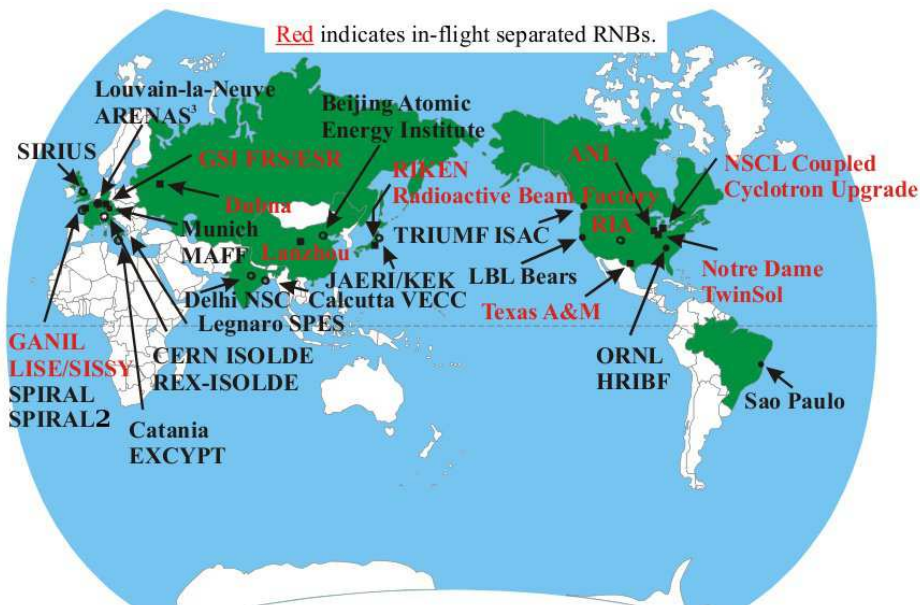 Red indicates in-flight separated RNBs.
Louvain-la-Neuve
ARENAS³
Beijing Atomic
Energy Institute
SIRIUS
GSI FRS/ESR
RIKEN
Radioactive Beam Factory
ANL
NSCL Coupled
Cyclotron Upgrade
Dubna
Munich
MAFF
Lanzhou
TRIUMF ISAC
RIA
JAERI/KEK
LBL Bears
Delhi NSC
Calcutta VECC
Legnaro SPES
Texas A&M
Notre Dame
TwinSol
GANIL
LISE/SISSY
SPIRAL
SPIRAL2
CERN ISOLDE
REX-ISOLDE
ORNL
HRIBF
Sao Paulo
Catania
EXCYPT